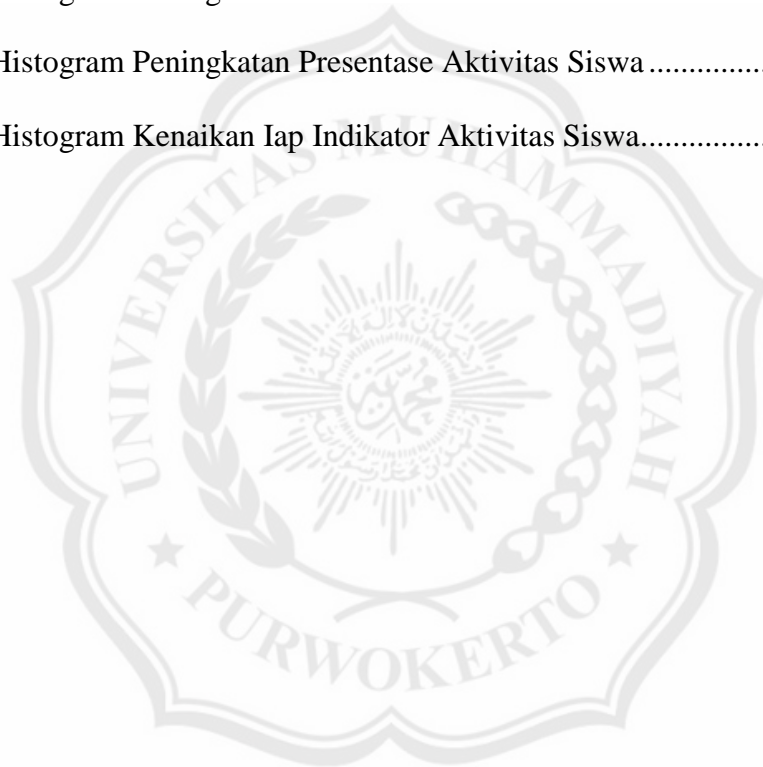 Histogram Peningkatan Presentase Aktivitas Siswa ................
Histogram Kenaikan Iap Indikator Aktivitas Siswa................
UNIVERSITAS MUHAMMADIYAH
PURWOKERTO